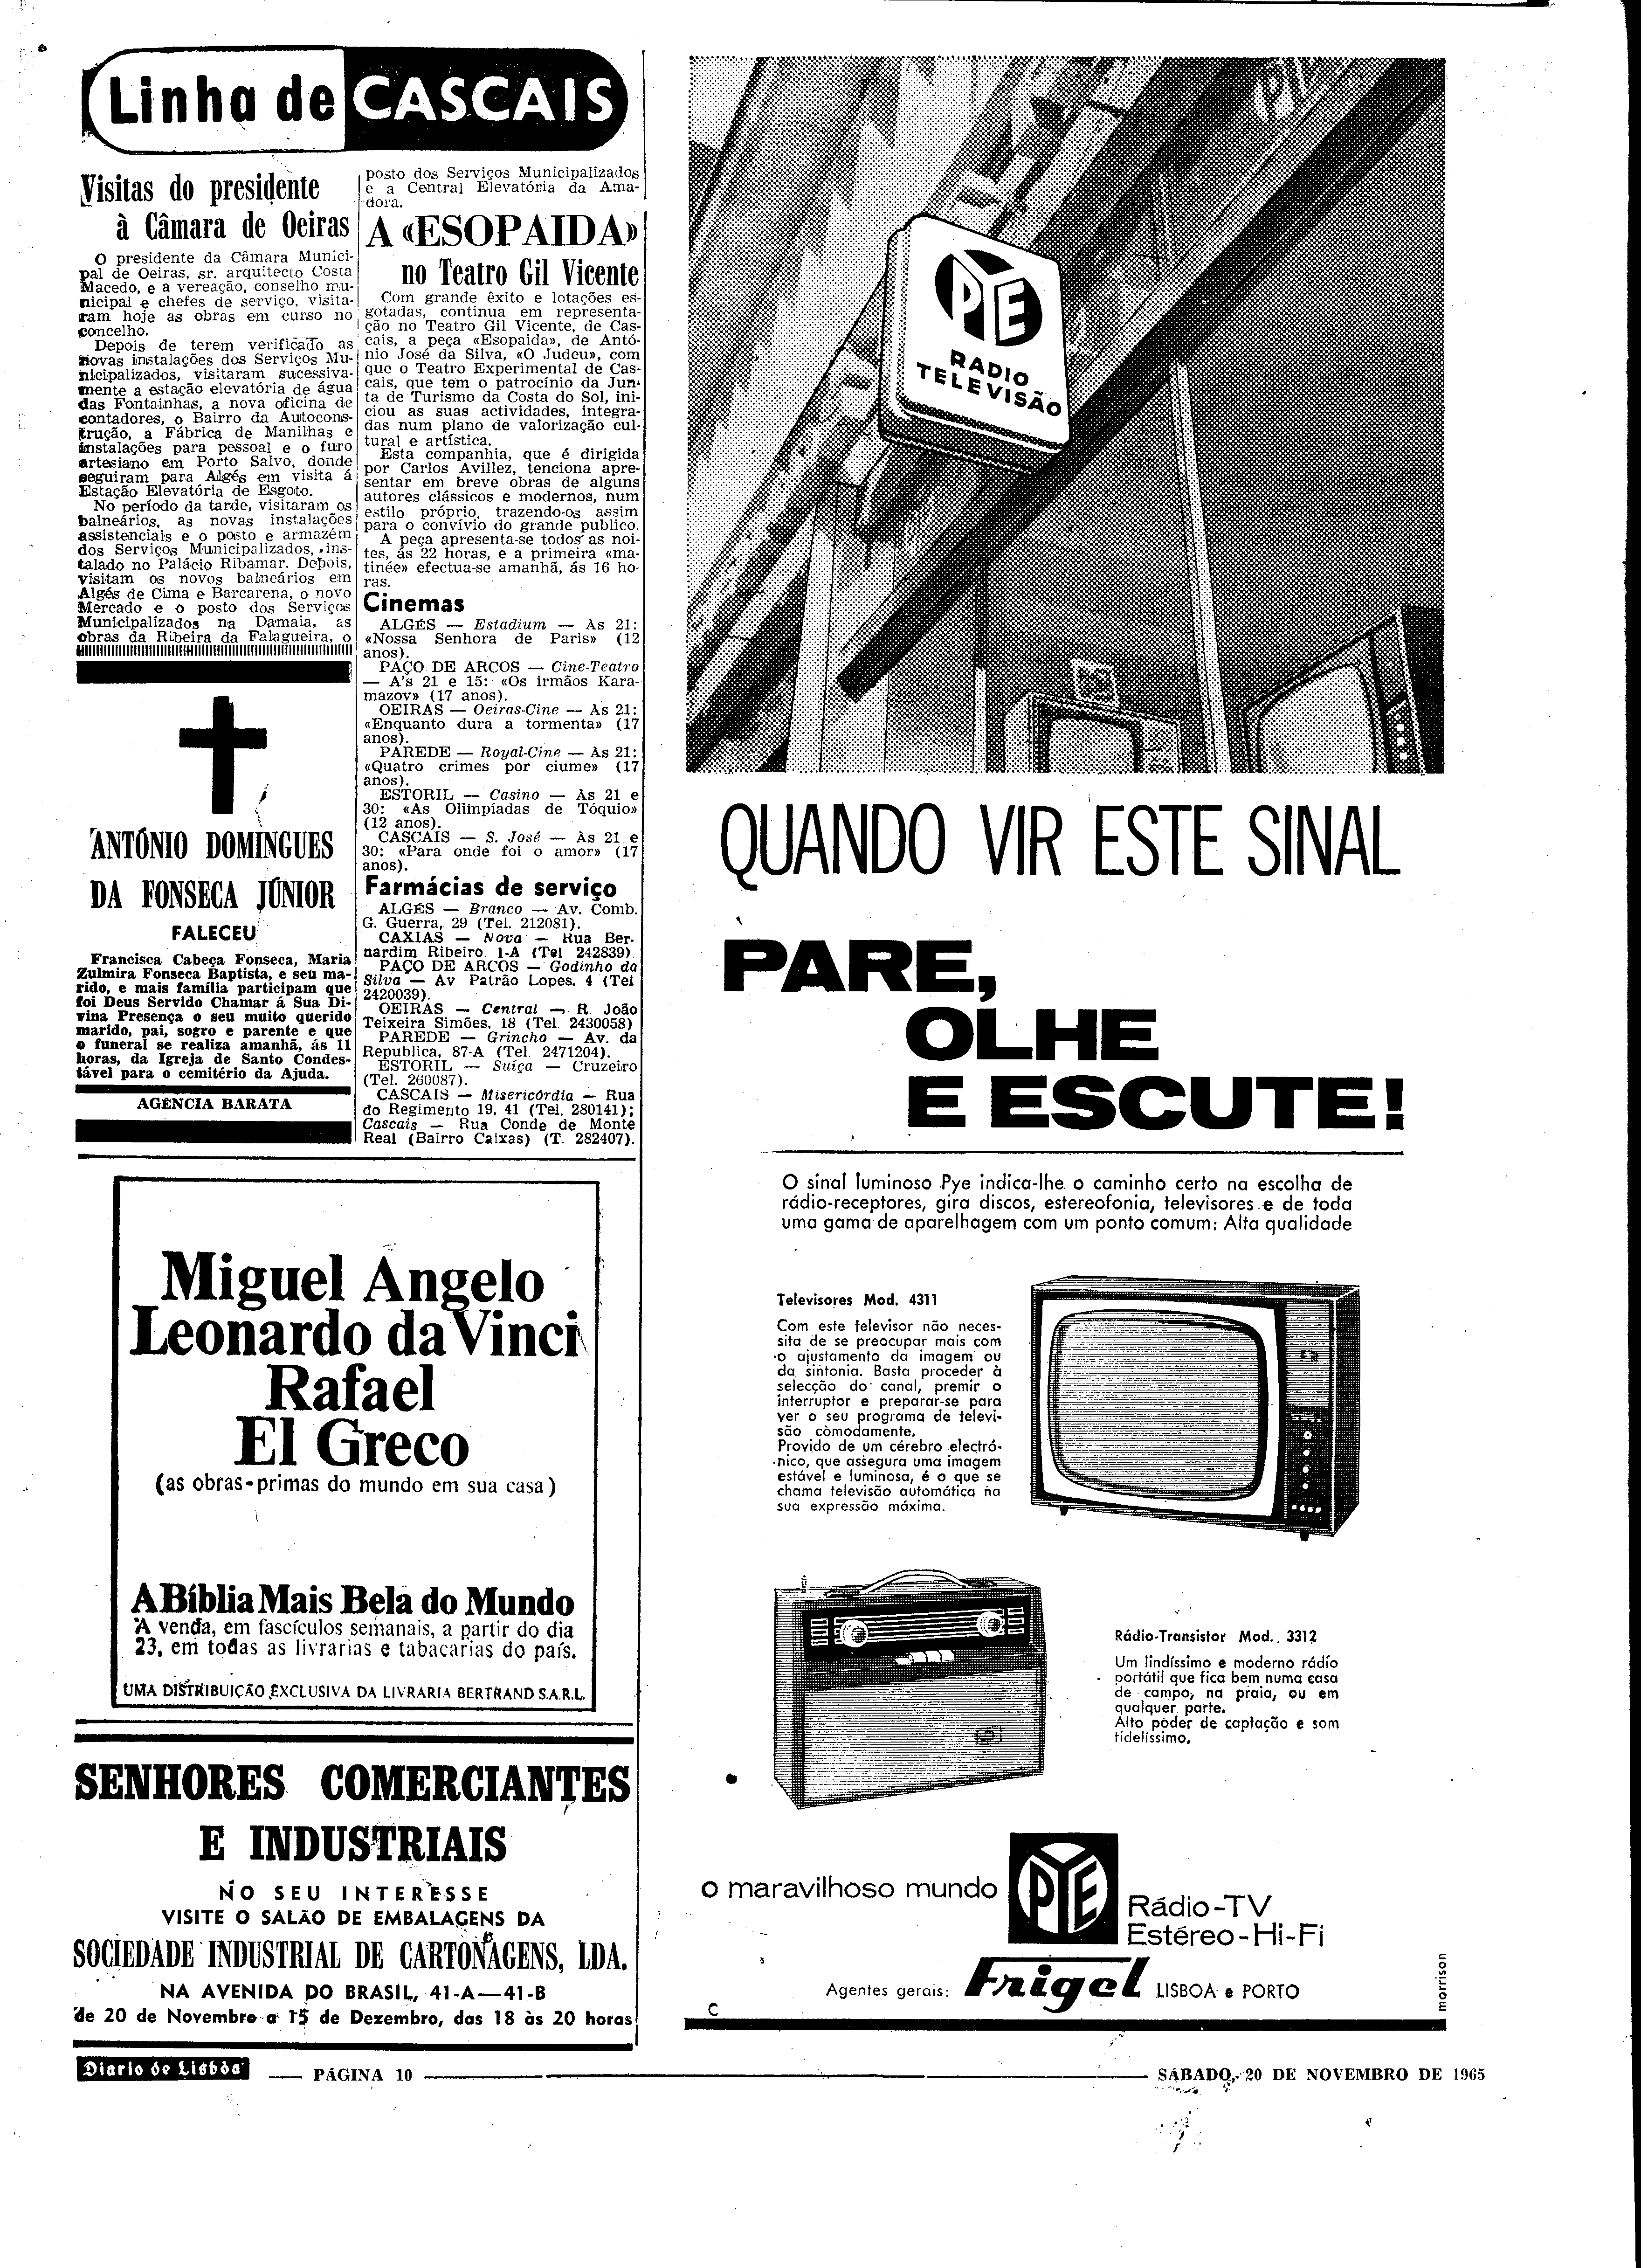 Linha de CASCAIS
Visitas do presidente
à Câmara de Oeiras
O presidente da Câmara Munici-
pal de Oeiras, sr. arquitecto Costa
Macedo, e a vereação, conselho mu-
nicipal e chefes de serviço, visita-
ram hoje as obras em curso no
concelho.
Depois de terem verificado as
novas instalações dos Serviços Mu-
nicipalizados, visitaram sucessiva-
mente a estação elevatória de água
das Fontainhas, a nova oficina de
contadores, o Bairro da Autocons-
trução, a Fábrica de Manilhas e
instalações para pessoal e o furo
artesiano em Porto Salvo, donde
seguiram para Algés em visita á
Estação Elevatória de Esgoto.
No período da tarde, visitaram os
balneários, as novas instalações
assistenciais e o posto e armazém
dos Serviços Municipalizados, ins-
talado no Palácio Ribamar. Depois,
visitam os novos balneários em
Algés de Cima e Barcarena, o novo
Mercado e o posto dos Serviços
Municipalizados na Damaia, as
obras da Ribeira da Falagueira, o
posto dos Serviços Municipalizados
e a Central Elevatória da Ama-
dora.
A «ESOPAIDA»
no Teatro Gil Vicente
Com grande êxito e lotações es-
gotadas, continua em representa-
ção no Teatro Gil Vicente, de Cas-
cais, a peça «Esopaida», de Antó-
nio José da Silva, «O Judeu», com
que o Teatro Experimental de Cas-
cais, que tem o patrocínio da Jun-
ta de Turismo da Costa do Sol, ini-
ciou as suas actividades, integra-
das num plano de valorização cul-
tural e artística.
Esta companhia, que é dirigida
por Carlos Avillez, tenciona apre-
sentar em breve obras de alguns
autores clássicos e modernos, num
estilo próprio, trazendo-os assim
para o convívio do grande publico.
A peça apresenta-se todos as noi-
tes, ás 22 horas, e a primeira «ma-
tinée» efectua-se amanhã, ás 16 ho-
ras.
Cinemas
ALGÉS — Estadium — As 21:
«Nossa Senhora de Paris» (12
anos).
PAÇO DE ARCOS — Cine-Teatro
— A's 21 e 15: «Os irmãos Kara-
mazov» (17 anos).
OEIRAS — Oeiras-Cine — As 21:
«Enquanto dura a tormenta» (17
anos).
PAREDE — Royal-Cine — As 21:
«Quatro crimes por ciume» (17
anos).
ESTORIL — Casino — As 21 e
30: «As Olimpíadas de Tóquio»
(12 anos).
CASCAIS — S. José — As 21 e
30: «Para onde foi o amor» (17
anos).
Farmácias de serviço
ALGÉS — Branco — Av. Comb.
G. Guerra, 29 (Tel. 212081).
CAXIAS — Nova — Rua Ber-
nardim Ribeiro 1-A (Tel 242839)
PAÇO DE ARCOS — Godinho da
Silva — Av Patrão Lopes, 4 (Tel
2420039).
OEIRAS — Central — R. João
Teixeira Simões, 18 (Tel. 2430058)
PAREDE — Grincho — Av. da
Republica, 87-A (Tel. 2471204).
ESTORIL — Suíça — Cruzeiro
(Tel. 260087).
CASCAIS — Misericórdia — Rua
do Regimento 19, 41 (Tel. 280141);
Cascais — Rua Conde de Monte
Real (Bairro Caixas) (T. 282407).
ANTÓNIO DOMINGUES
DA FONSECA JÚNIOR
FALECEU
Francisca Cabeça Fonseca, Maria
Zulmira Fonseca Baptista, e seu ma-
rido, e mais família participam que
foi Deus Servido Chamar á Sua Di-
vina Presença o seu muito querido
marido, pai, sogro e parente e que
o funeral se realiza amanhã, ás 11
horas, da Igreja de Santo Condes-
tável para o cemitério da Ajuda.
AGÊNCIA BARATA
Miguel Angelo
Leonardo da Vinci
Rafael
El Greco
(as obras-primas do mundo em sua casa)
A Bíblia Mais Bela do Mundo
À venda, em fascículos semanais, a partir do dia
23, em todas as livrarias e tabacarias do país.
UMA DISTRIBUIÇÃO EXCLUSIVA DA LIVRARIA BERTRAND S.A.R.L.
SENHORES COMERCIANTES
E INDUSTRIAIS
NO SEU INTERESSE
VISITE O SALÃO DE EMBALAGENS DA
SOCIEDADE INDUSTRIAL DE CARTONAGENS, LDA.
NA AVENIDA DO BRASIL, 41-A—41-B
de 20 de Novembro a 15 de Dezembro, das 18 às 20 horas
PYE
RADIO
TELEVISÃO
QUANDO VIR ESTE SINAL
PARE,
OLHE
E ESCUTE!
O sinal luminoso Pye indica-lhe o caminho certo na escolha de
rádio-receptores, gira discos, estereofonia, televisores e de toda
uma gama de aparelhagem com um ponto comum: Alta qualidade
Televisores Mod. 4311
Com este televisor não neces-
sita de se preocupar mais com
o ajustamento da imagem ou
da sintonia. Basta proceder à
selecção do canal, premir o
interruptor e preparar-se para
ver o seu programa de televi-
são còmodamente.
Provido de um cérebro electró-
nico, que assegura uma imagem
estável e luminosa, é o que se
chama televisão automática na
sua expressão máxima.
Rádio-Transistor Mod. 3312
Um lindíssimo e moderno rádio
portátil que fica bem numa casa
de campo, na praia, ou em
qualquer parte.
Alto pòder de captação e som
fidelíssimo.
o maravilhoso mundo
PYE
Rádio-TV
Estéreo-Hi-Fi
Agentes gerais: Frigel LISBOA e PORTO
C
morrison
Diario de Lisbôa — PÁGINA 10 — SÁBADO, 20 DE NOVEMBRO DE 1965